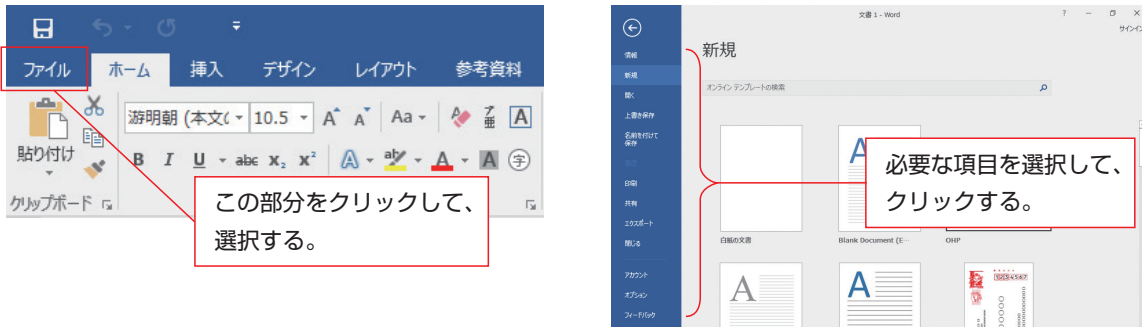 ファイル ホーム 挿入 デザイン レイアウト 参考資料
貼り付け
游明朝 (本文( 10.5 A A Aa
B I U abc X₂ X² A aby A A 字
クリップボード
この部分をクリックして、
選択する。
文書 1 - Word ? − ×
新規
情報
新規
開く
上書き保存
名前を付けて
保存
印刷
共有
エクスポート
閉じる
アカウント
オプション
フィードバック
オンライン テンプレートの検索
必要な項目を選択して、
クリックする。
白紙の文書 Blank Document (E… OHP
A A